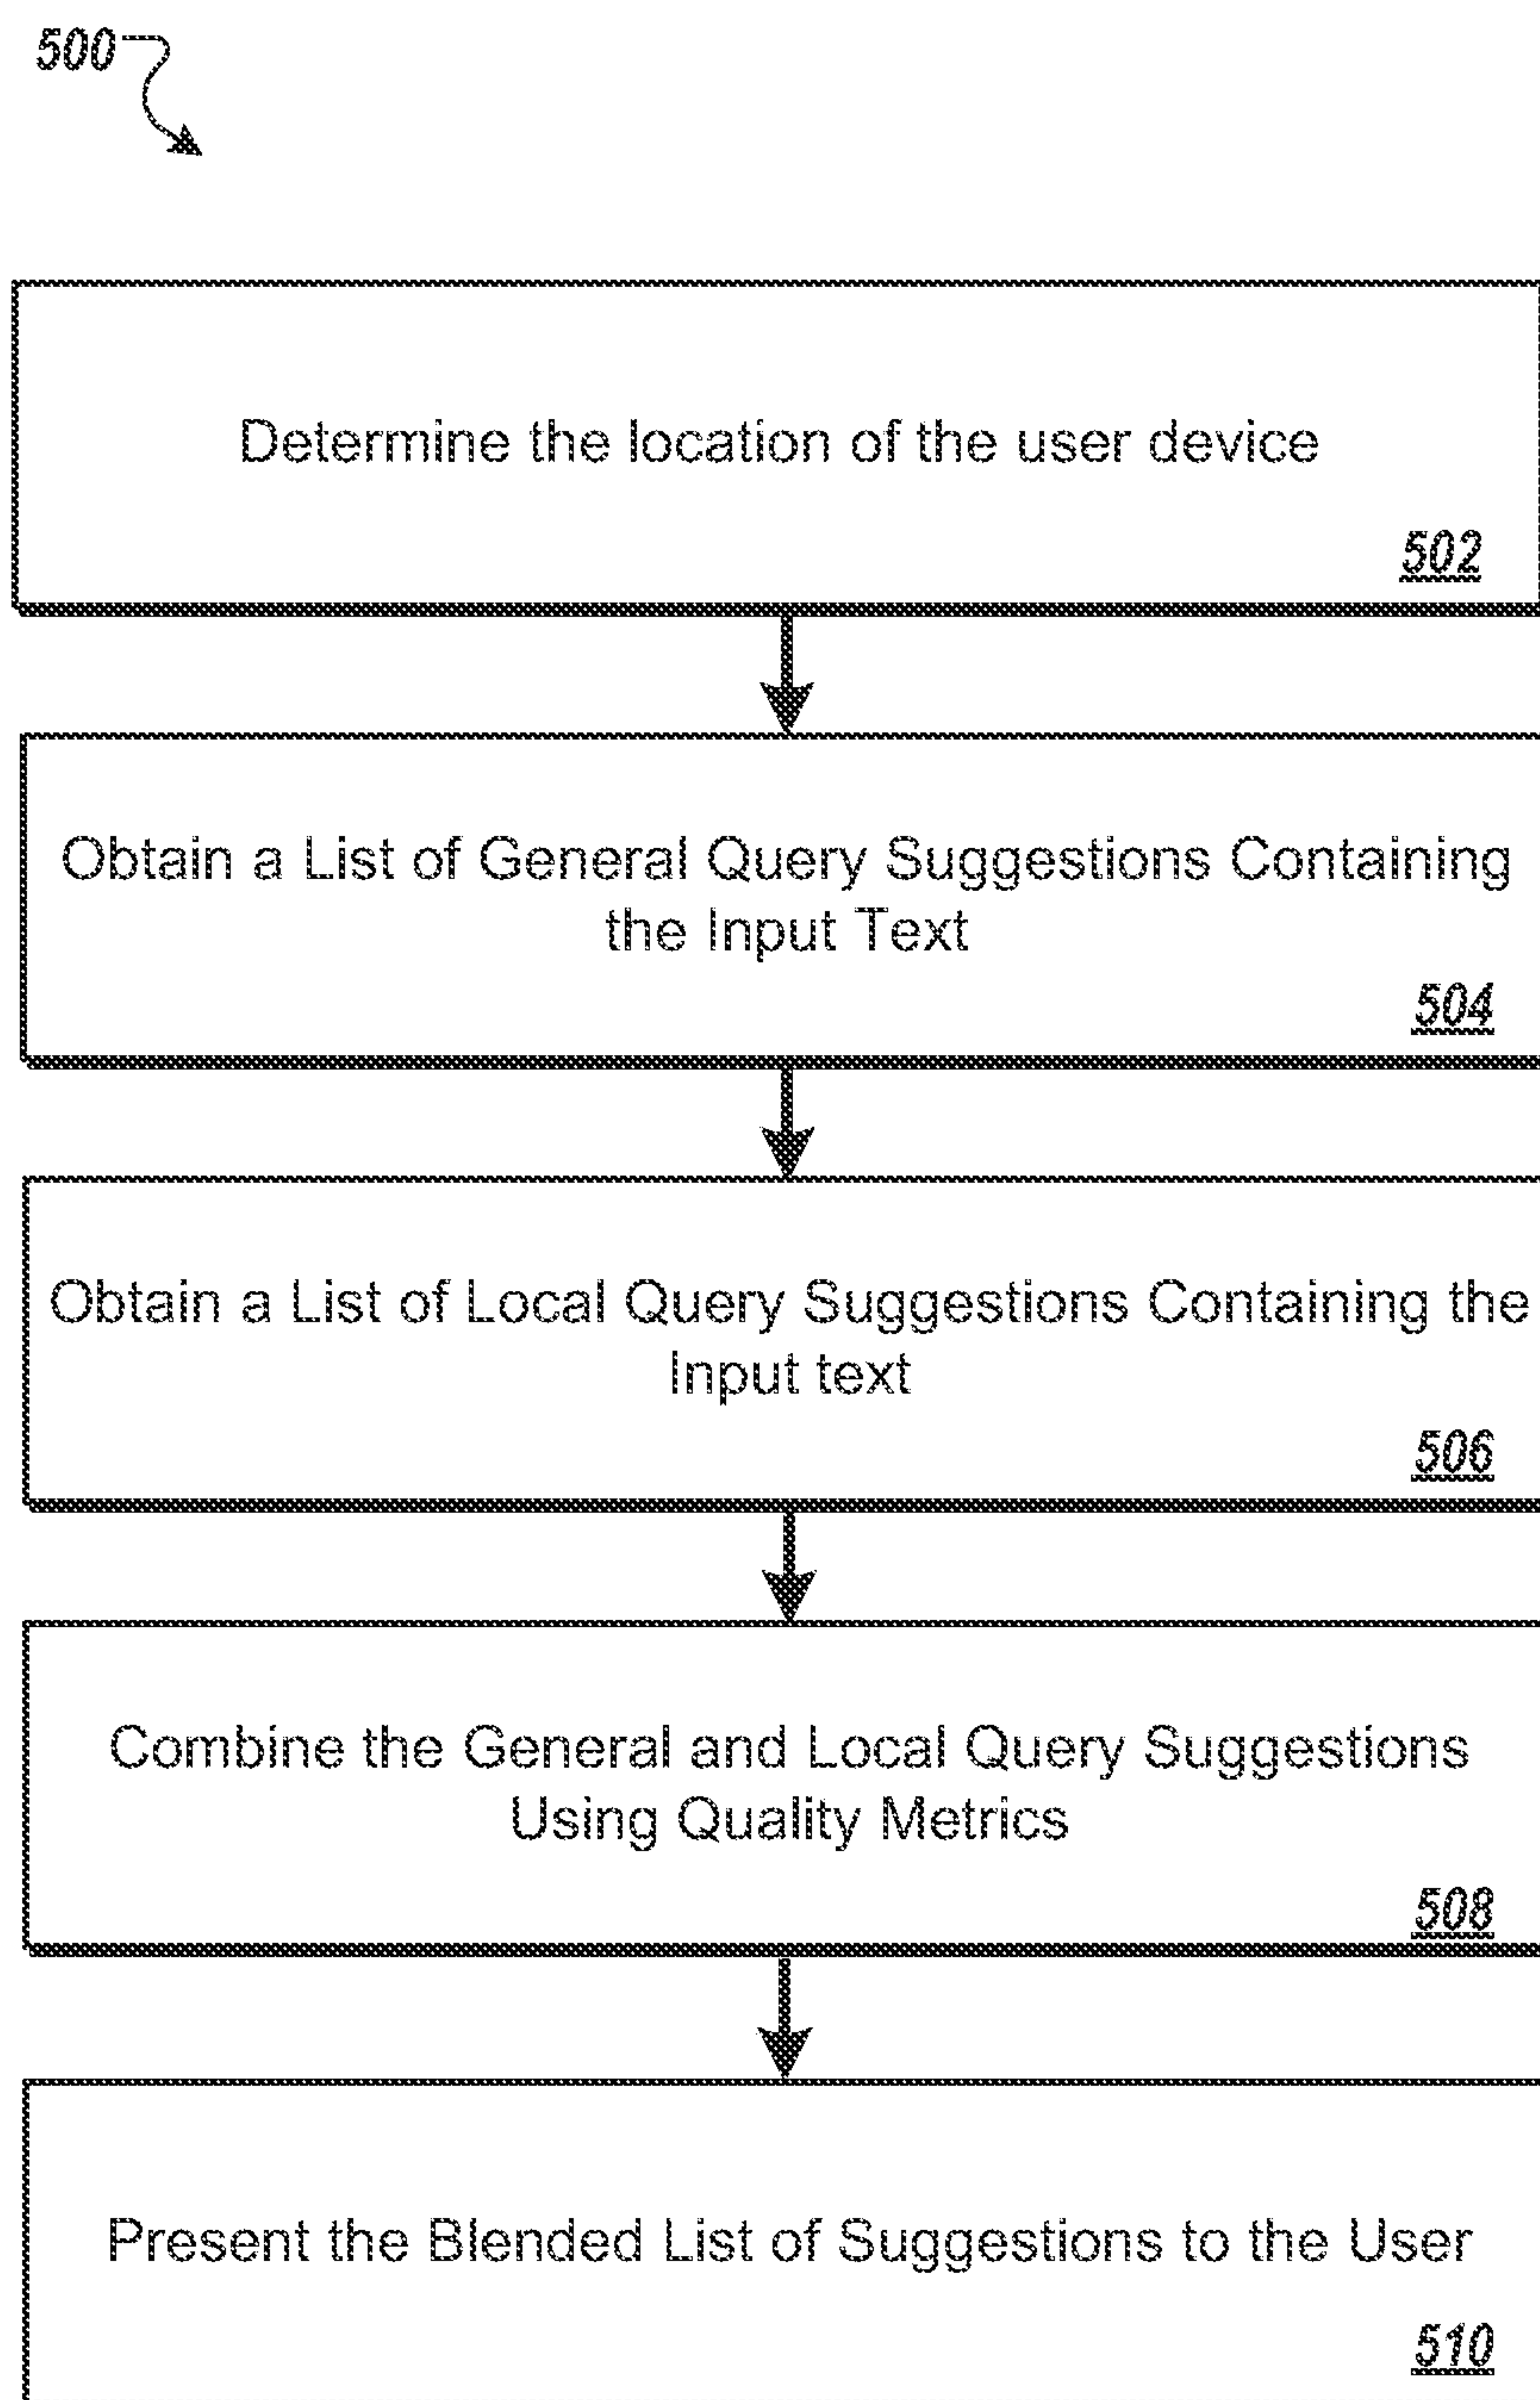 500
Determine the location of the user device
502
Obtain a List of General Query Suggestions Containing
the Input Text
504
Obtain a List of Local Query Suggestions Containing the
Input text
506
Combine the General and Local Query Suggestions
Using Quality Metrics
508
Present the Blended List of Suggestions to the User
510